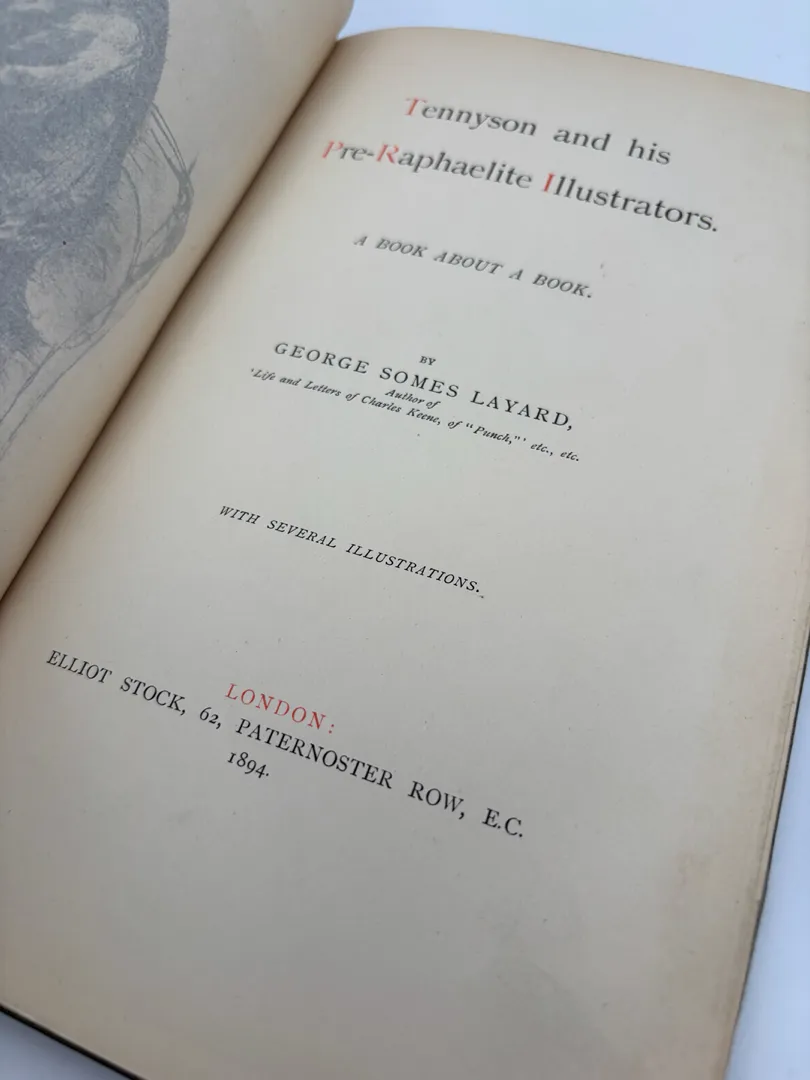 Tennyson and his
Pre-Raphaelite Illustrators.
A BOOK ABOUT A BOOK.
BY
GEORGE SOMES LAYARD,
Author of
'Life and Letters of Charles Keene, of "Punch,"' etc., etc.
WITH SEVERAL ILLUSTRATIONS.
LONDON:
ELLIOT STOCK, 62, PATERNOSTER ROW, E.C.
1894.